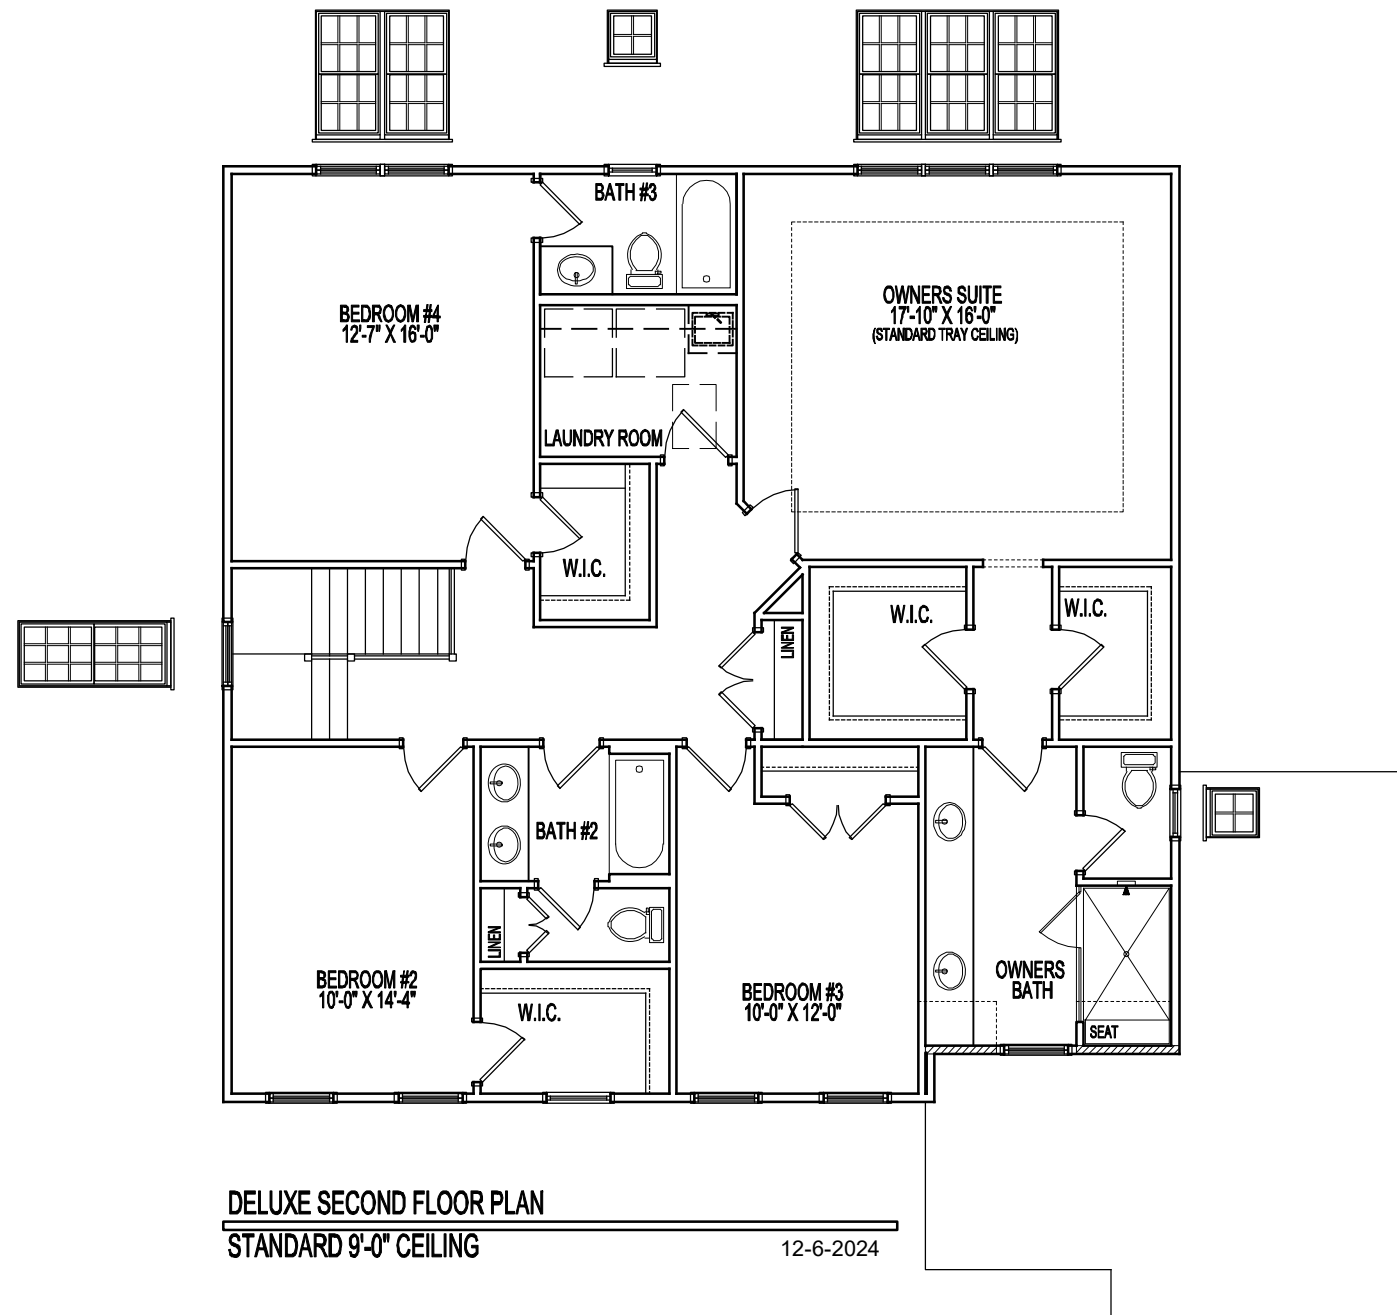 BATH #3
BEDROOM #4
12'-7" X 16'-0"
OWNERS SUITE
17'-10" X 16'-0"
(STANDARD TRAY CEILING)
LAUNDRY ROOM
W.I.C.
W.I.C.
W.I.C.
LINEN
BATH #2
LINEN
BEDROOM #2
10'-0" X 14'-4"
W.I.C.
BEDROOM #3
10'-0" X 12'-0"
OWNERS
BATH
SEAT
DELUXE SECOND FLOOR PLAN
STANDARD 9'-0" CEILING
12-6-2024